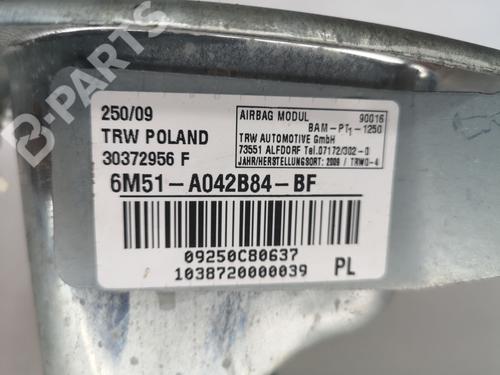 B-PARTS
250/09
TRW POLAND
30372956 F
AIRBAG MODUL 90016
BAM-PT1-1250
TRW AUTOMOTIVE GmbH
73551 ALFDORF Tel.07172/302-0
JAHR/HERSTELLUNGSORT: 2009 / TRWO-6
6M51-A042B84-BF
09250C80637
1038720000039 PL